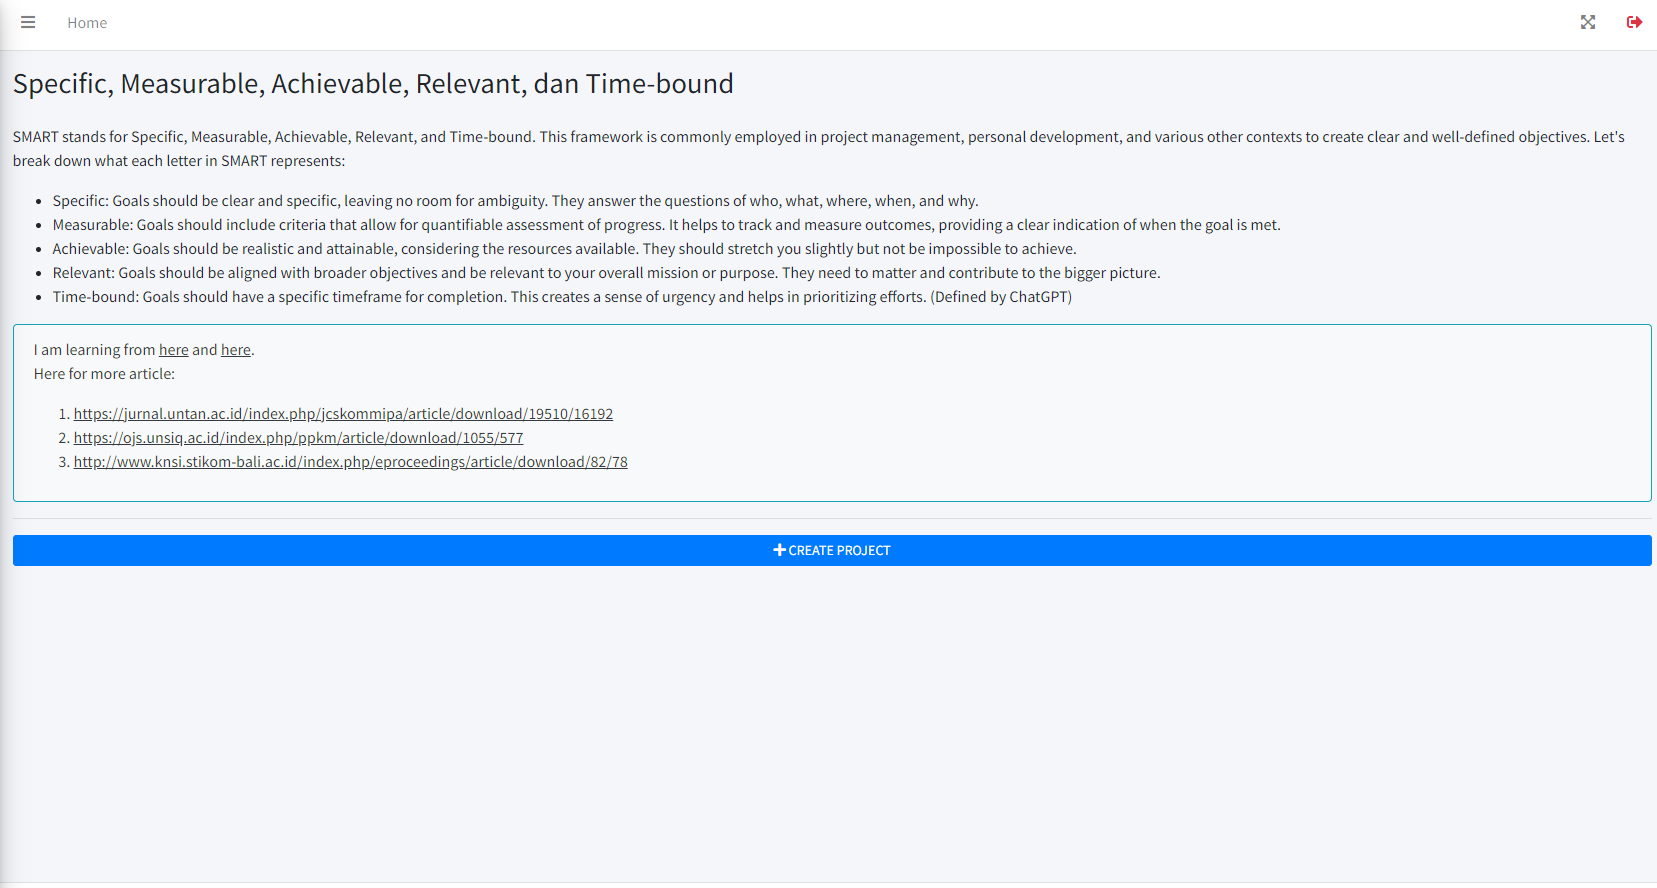 Home
Specific, Measurable, Achievable, Relevant, dan Time-bound
SMART stands for Specific, Measurable, Achievable, Relevant, and Time-bound. This framework is commonly employed in project management, personal development, and various other contexts to create clear and well-defined objectives. Let's
break down what each letter in SMART represents:
Specific: Goals should be clear and specific, leaving no room for ambiguity. They answer the questions of who, what, where, when, and why.
Measurable: Goals should include criteria that allow for quantifiable assessment of progress. It helps to track and measure outcomes, providing a clear indication of when the goal is met.
Achievable: Goals should be realistic and attainable, considering the resources available. They should stretch you slightly but not be impossible to achieve.
Relevant: Goals should be aligned with broader objectives and be relevant to your overall mission or purpose. They need to matter and contribute to the bigger picture.
Time-bound: Goals should have a specific timeframe for completion. This creates a sense of urgency and helps in prioritizing efforts. (Defined by ChatGPT)
I am learning from here and here.
Here for more article:
1. https://jurnal.untan.ac.id/index.php/jcskommipa/article/download/19510/16192
2. https://ojs.unsiq.ac.id/index.php/ppkm/article/download/1055/577
3. http://www.knsi.stikom-bali.ac.id/index.php/eproceedings/article/download/82/78
CREATE PROJECT